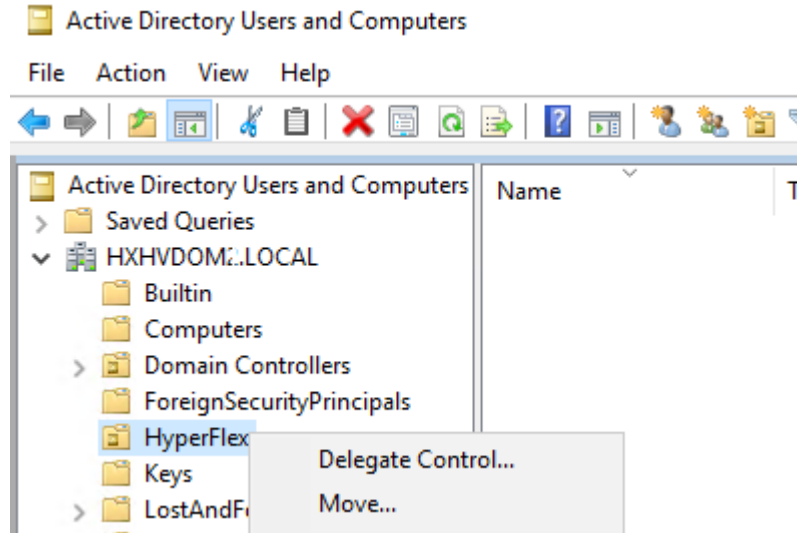 Active Directory Users and Computers
File Action View Help
Active Directory Users and Computers
Name
T
Saved Queries
Builtin
Computers
Domain Controllers
ForeignSecurityPrincipals
HyperFlex
Delegate Control...
Keys
Move...